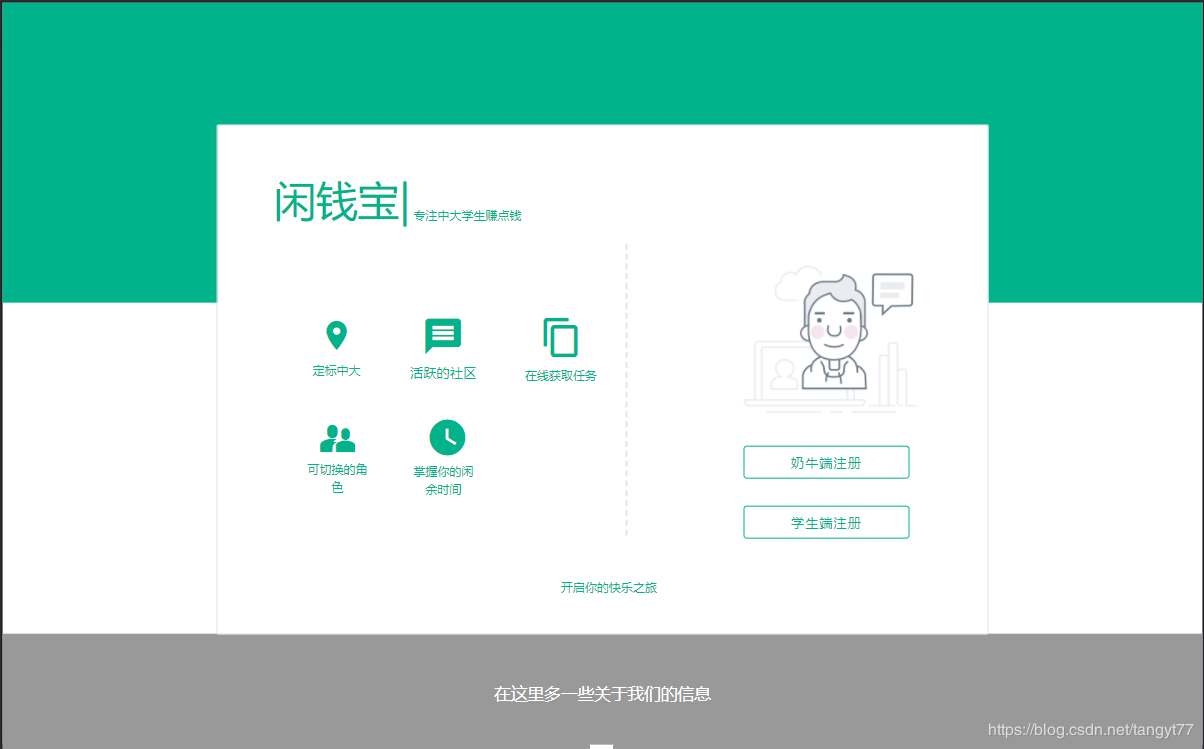 闲钱宝| 专注中大学生赚点钱
定标中大
活跃的社区
在线获取任务
可切换的角
色
掌握你的闲
余时间
奶牛端注册
学生端注册
开启你的快乐之旅
在这里多一些关于我们的信息
https://blog.csdn.net/tangyt77